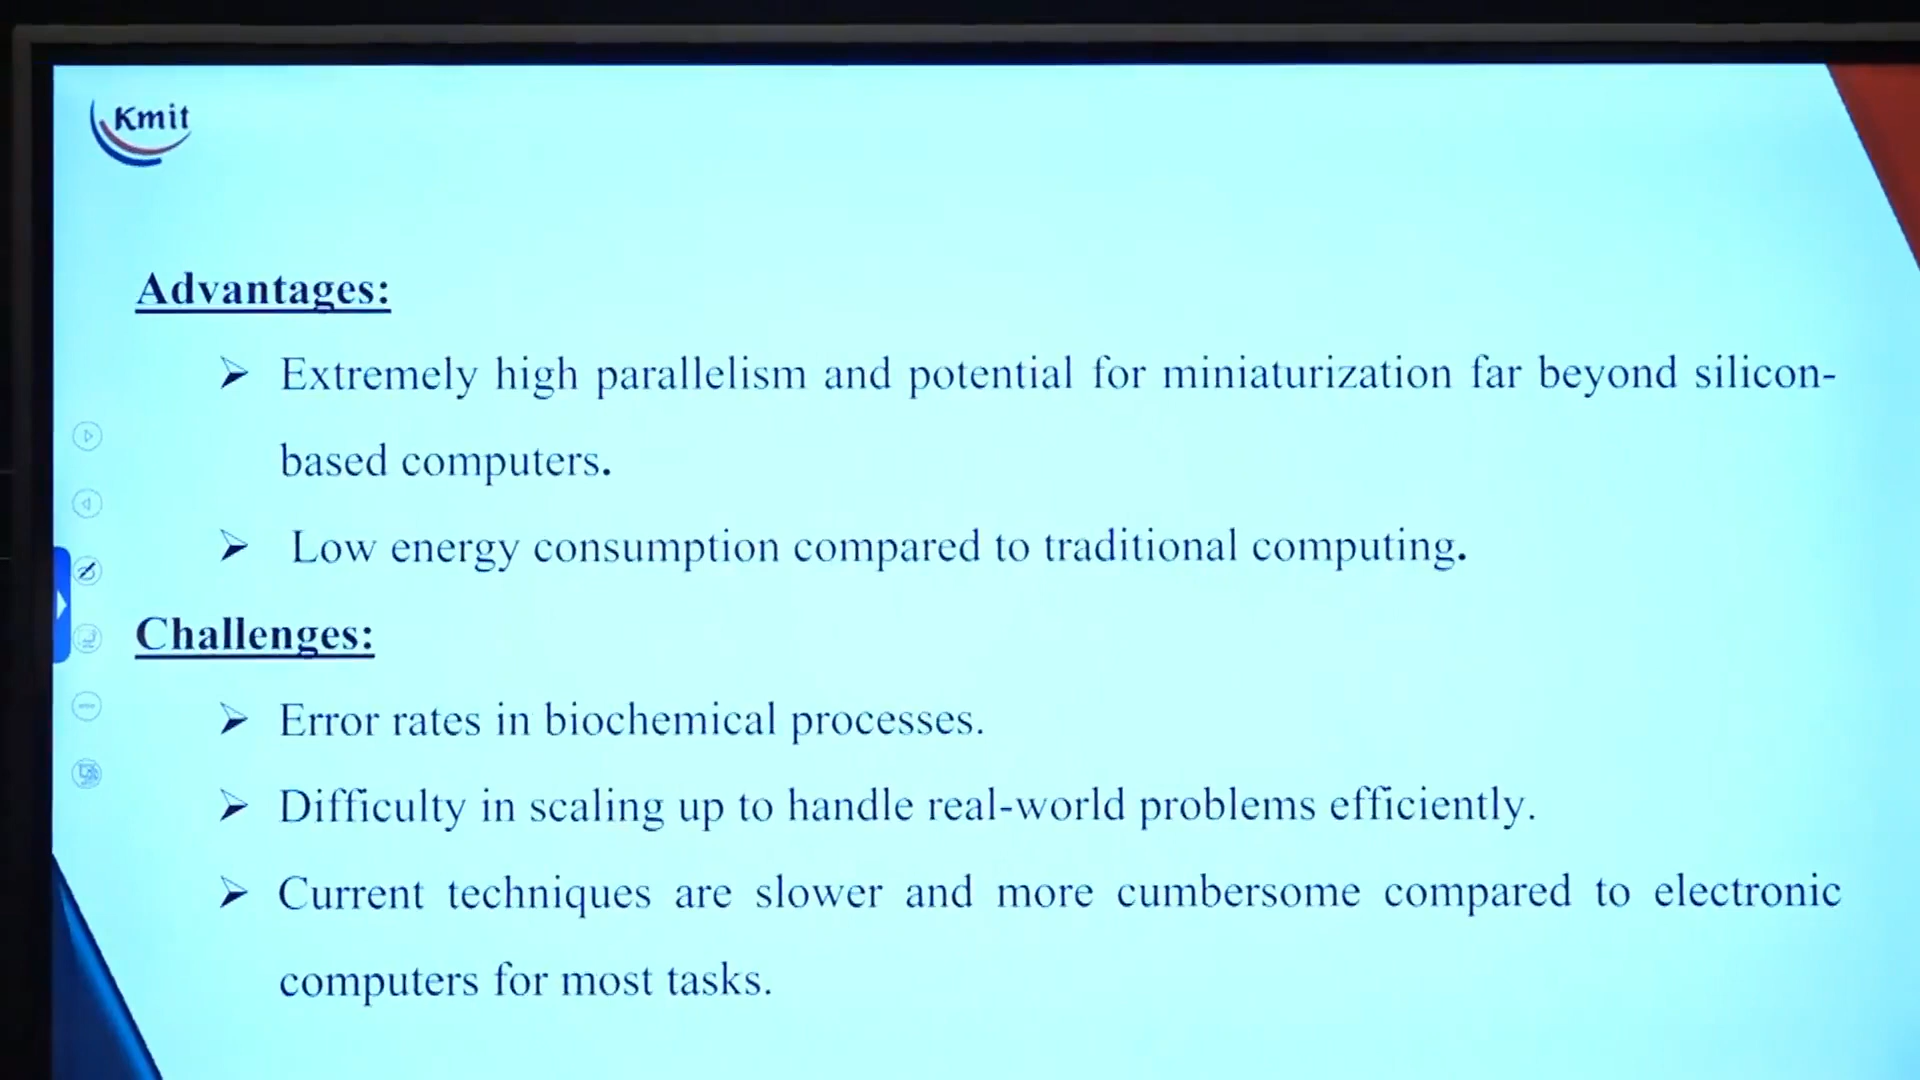 Kmit
Advantages:
➢ Extremely high parallelism and potential for miniaturization far beyond silicon-
based computers.
➢ Low energy consumption compared to traditional computing.
Challenges:
➢ Error rates in biochemical processes.
➢ Difficulty in scaling up to handle real-world problems efficiently.
➢ Current techniques are slower and more cumbersome compared to electronic
computers for most tasks.